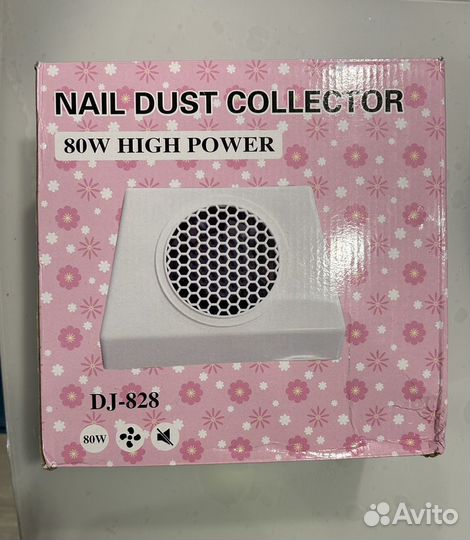 NAIL DUST COLLECTOR
80W HIGH POWER
DJ-828
80W
Avito